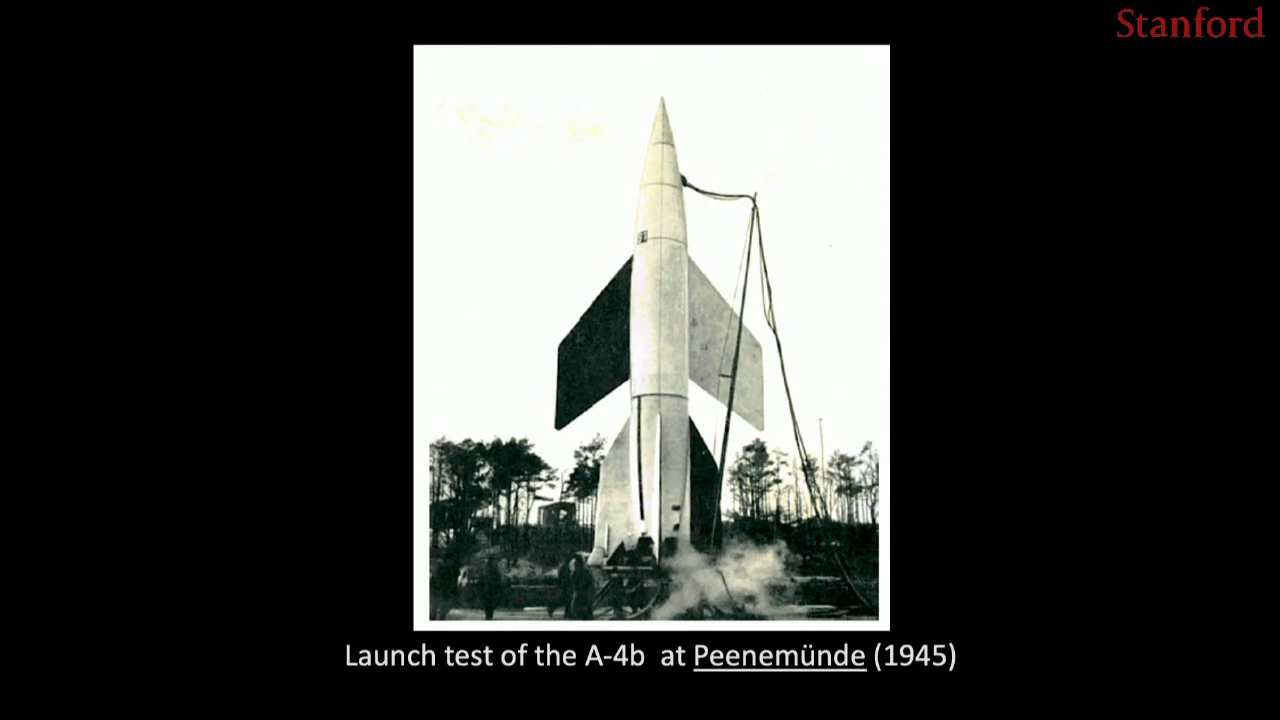 Stanford
Launch test of the A-4b at Peenemünde (1945)